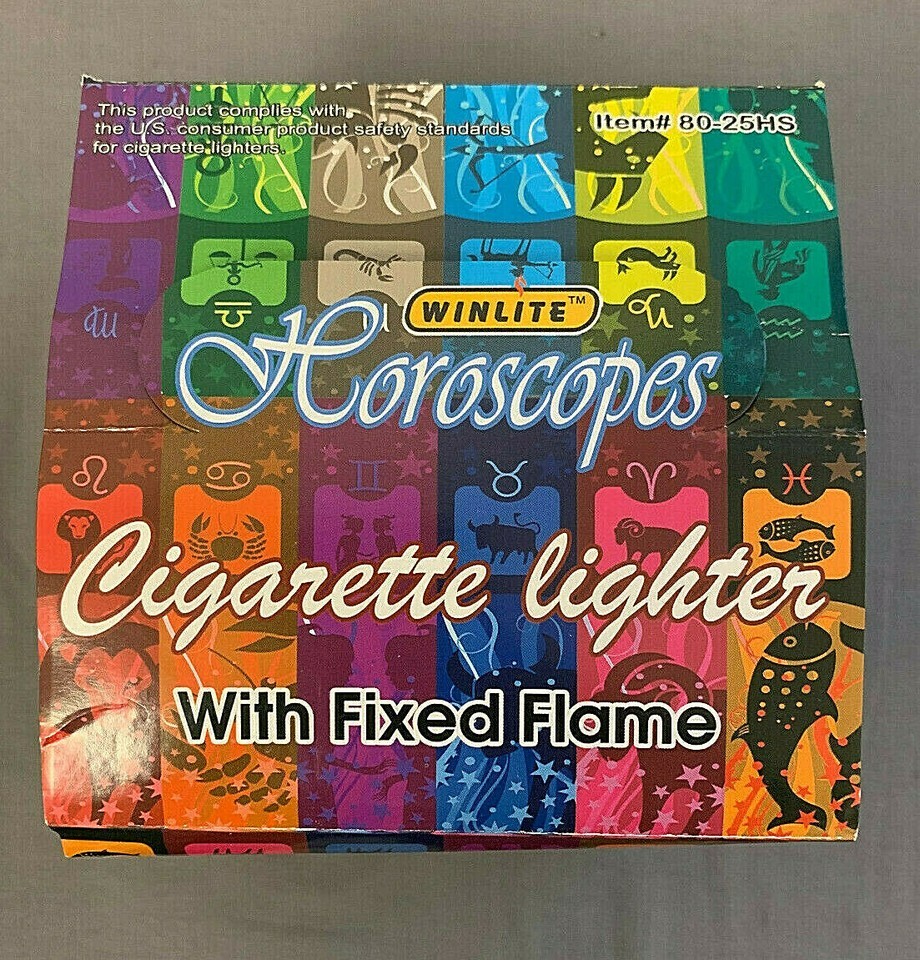 This product complies with
the U.S. consumer product safety standards
for cigarette lighters.
Item# 80-25HS
WINLITE™
Horoscopes
♌ ♋ ♊ ♉ ♈ ♓
Cigarette lighter
With Fixed Flame